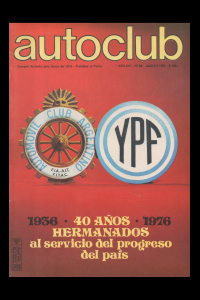 autoclub
AUTOMOVIL CLUB ARGENTINO
F.I.A. A.I.T.
F.I.T.A.C.
YPF
1936 · 40 AÑOS · 1976
HERMANADOS
al servicio del progreso
del país